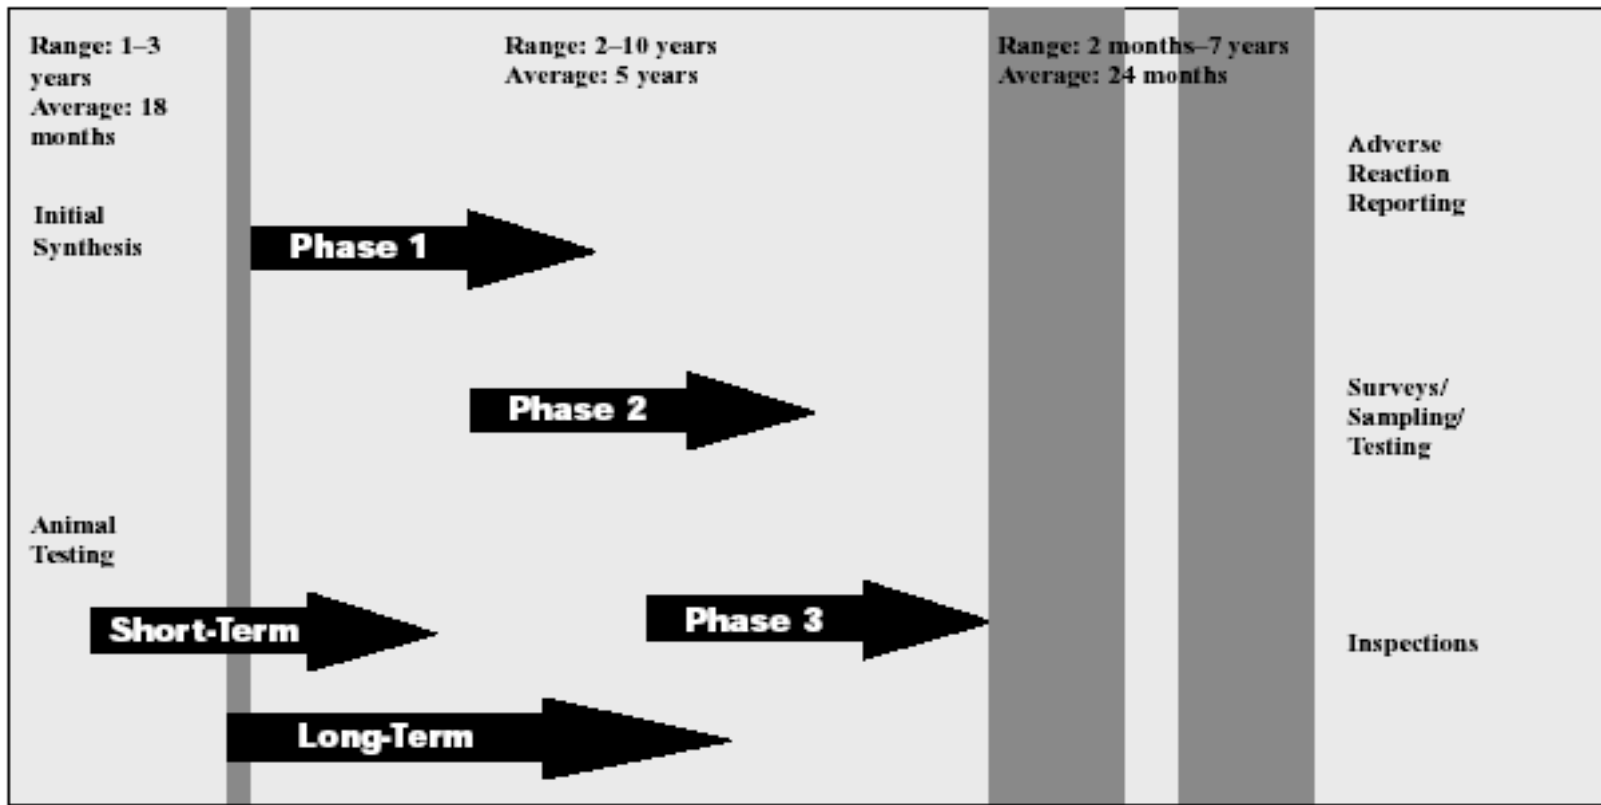 Range: 1–3
years
Average: 18
months
Range: 2–10 years
Average: 5 years
Range: 2 months–7 years
Average: 24 months
Initial
Synthesis
Phase 1
Adverse
Reaction
Reporting
Phase 2
Surveys/
Sampling/
Testing
Animal
Testing
Short-Term
Phase 3
Inspections
Long-Term